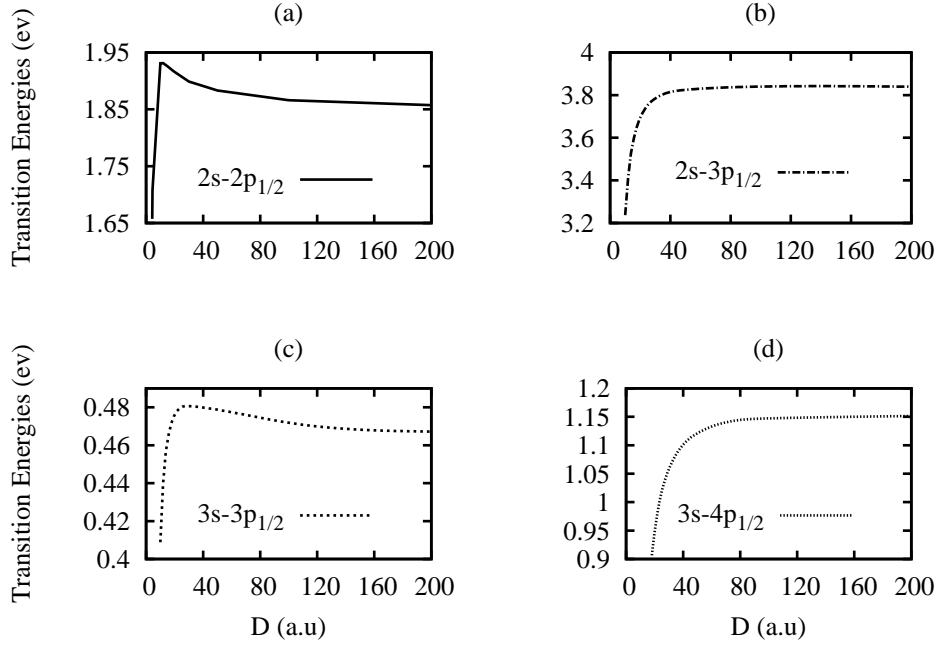 (a)
Transition Energies (ev)
1.95
1.85
1.75
1.65
2s-2p1/2
0 40 80 120 160 200
(b)
4
3.8
3.6
3.4
3.2
2s-3p1/2
0 40 80 120 160 200
(c)
Transition Energies (ev)
0.48
0.46
0.44
0.42
0.4
3s-3p1/2
0 40 80 120 160 200
D (a.u)
(d)
1.2
1.15
1.1
1.05
1
0.95
0.9
3s-4p1/2
0 40 80 120 160 200
D (a.u)